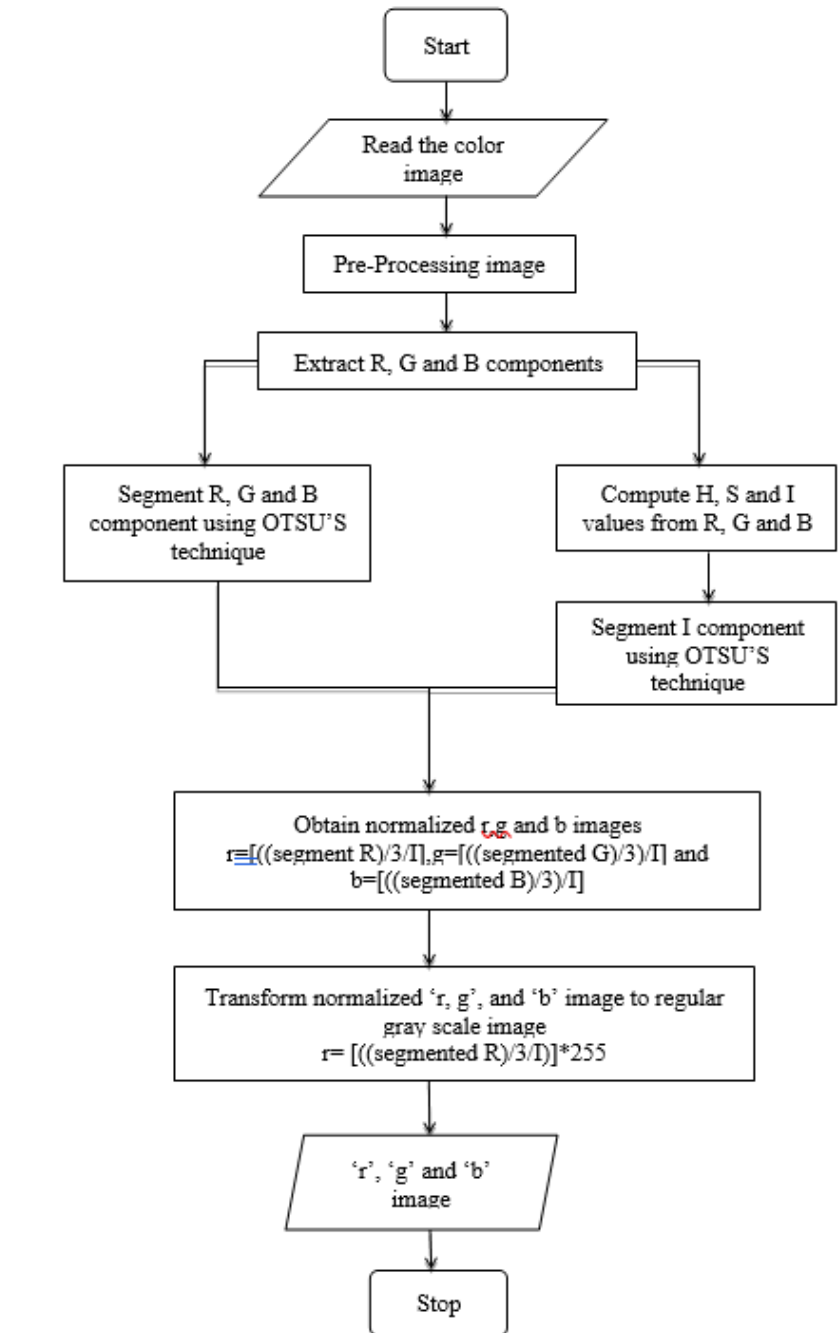 Start
Read the color
image
Pre-Processing image
Extract R, G and B components
Segment R, G and B
component using OTSU’S
technique
Compute H, S and I
values from R, G and B
Segment I component
using OTSU’S
technique
Obtain normalized r,g and b images
r=[((segment R)/3/I],g=[((segmented G)/3)/I] and
b=[((segmented B)/3)/I]
Transform normalized ‘r, g’, and ‘b’ image to regular
gray scale image
r= [((segmented R)/3/I)]*255
‘r’, ‘g’ and ‘b’
image
Stop